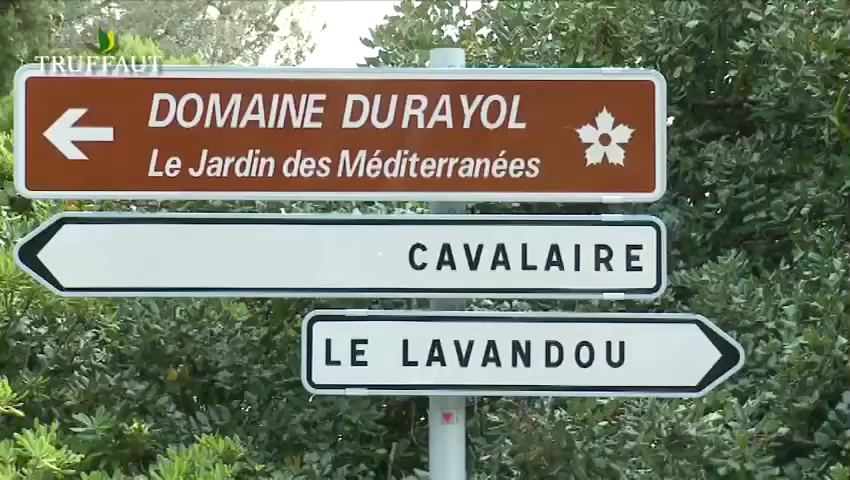 TRUFFAUT
DOMAINE DU RAYOL
Le Jardin des Méditerranées
CAVALAIRE
LE LAVANDOU